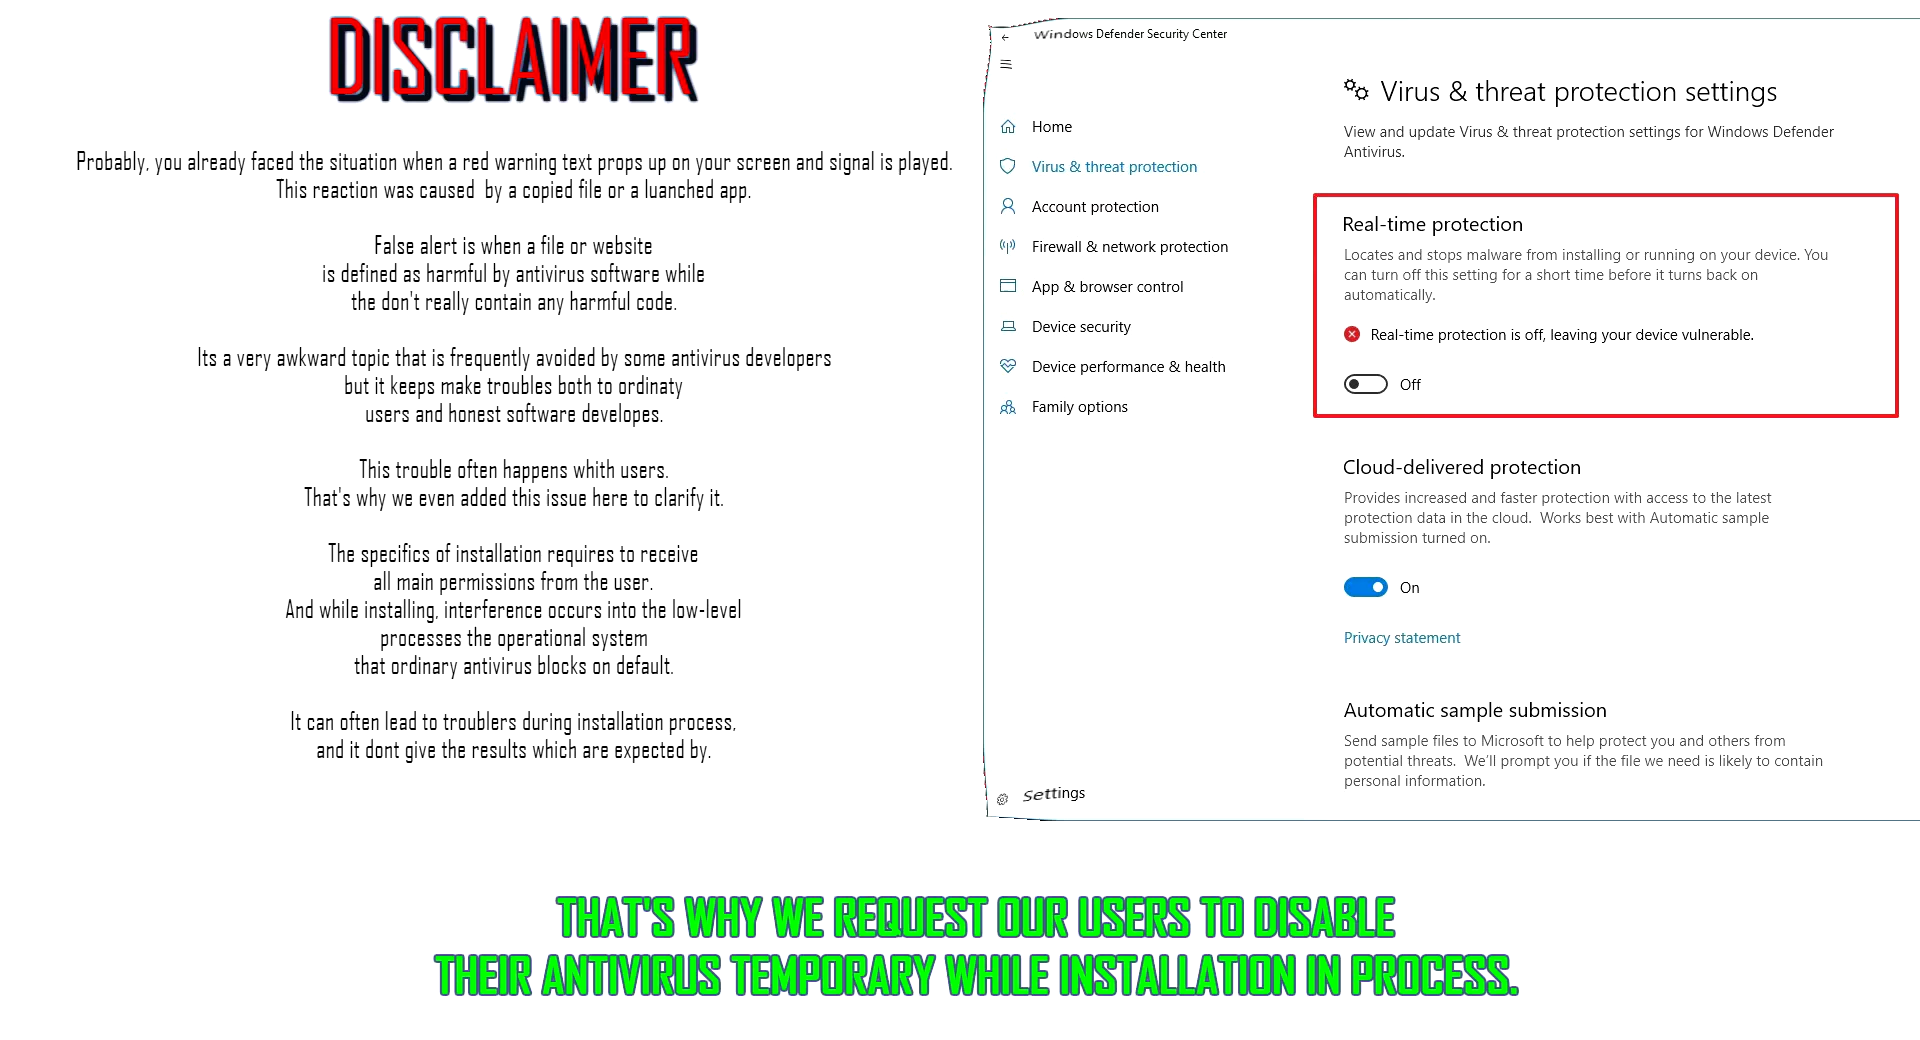 DISCLAIMER
Probably, you already faced the situation when a red warning text props up on your screen and signal is played.
This reaction was caused by a copied file or a luanched app.
False alert is when a file or website
is defined as harmful by antivirus software while
the don't really contain any harmful code.
Its a very awkward topic that is frequently avoided by some antivirus developers
but it keeps make troubles both to ordinaty
users and honest software developes.
This trouble often happens whith users.
That's why we even added this issue here to clarify it.
The specifics of installation requires to receive
all main permissions from the user.
And while installing, interference occurs into the low-level
processes the operational system
that ordinary antivirus blocks on default.
It can often lead to troublers during installation process,
and it dont give the results which are expected by.
Windows Defender Security Center
Home
Virus & threat protection
Account protection
Firewall & network protection
App & browser control
Device security
Device performance & health
Family options
Settings
Virus & threat protection settings
View and update Virus & threat protection settings for Windows Defender
Antivirus.
Real-time protection
Locates and stops malware from installing or running on your device. You
can turn off this setting for a short time before it turns back on
automatically.
Real-time protection is off, leaving your device vulnerable.
Off
Cloud-delivered protection
Provides increased and faster protection with access to the latest
protection data in the cloud. Works best with Automatic sample
submission turned on.
On
Privacy statement
Automatic sample submission
Send sample files to Microsoft to help protect you and others from
potential threats. We'll prompt you if the file we need is likely to contain
personal information.
THAT'S WHY WE REQUEST OUR USERS TO DISABLE
THEIR ANTIVIRUS TEMPORARY WHILE INSTALLATION IN PROCESS.